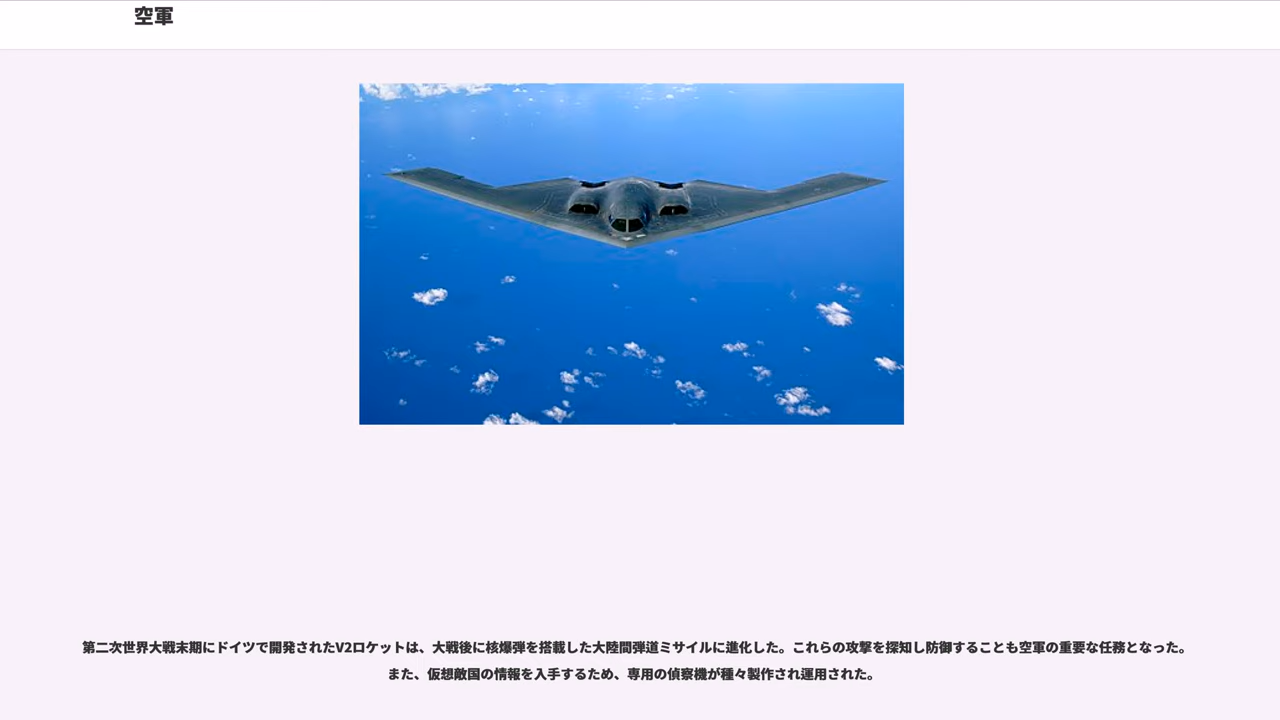 空軍
第二次世界大戦末期にドイツで開発されたV2ロケットは、大戦後に核爆弾を搭載した大陸間弾道ミサイルに進化した。これらの攻撃を探知し防御することも空軍の重要な任務となった。
また、仮想敵国の情報を入手するため、専用の偵察機が種々製作され運用された。